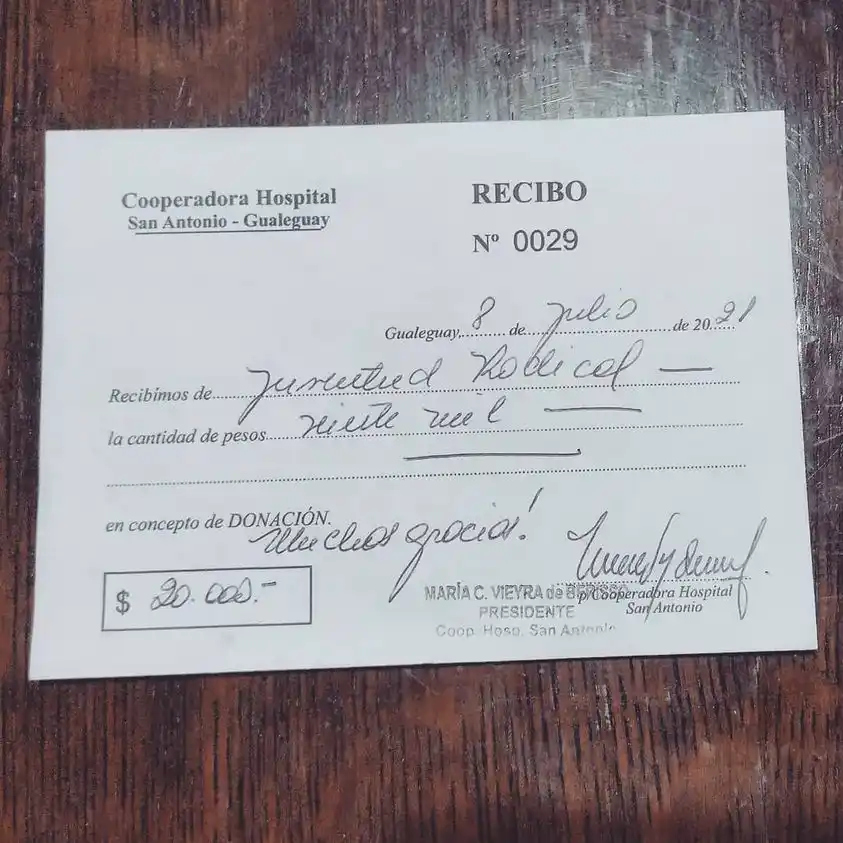 Cooperadora Hospital
San Antonio - Gualeguay
RECIBO
Nº 0029
Gualeguay, 8 de Julio de 2021
Recibimos de Juventud Radical
la cantidad de pesos veinte mil
en concepto de DONACIÓN.
Muchas gracias!
$ 20.000.-
MARÍA C. VIEYRA de BERISSO
PRESIDENTE
Coop. Hosp. San Antonio
p/Cooperadora Hospital
San Antonio